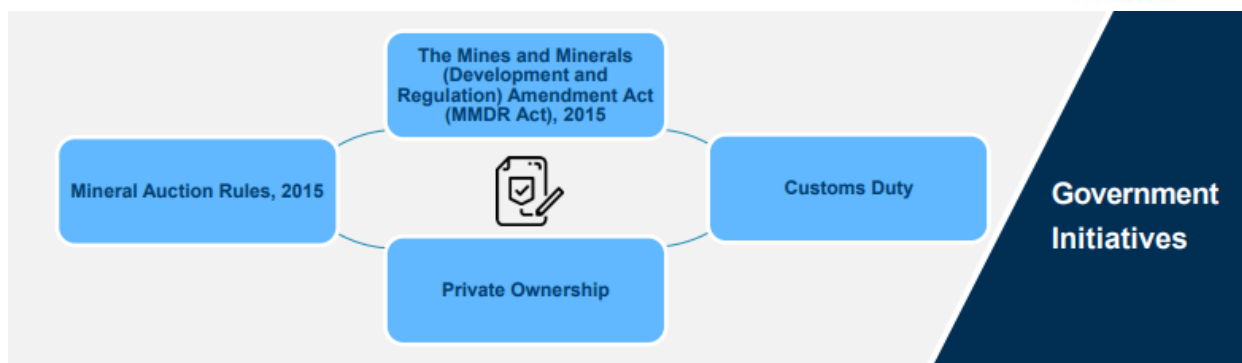 The Mines and Minerals
(Development and
Regulation) Amendment Act
(MMDR Act), 2015
Mineral Auction Rules, 2015
Customs Duty
Private Ownership
Government
Initiatives